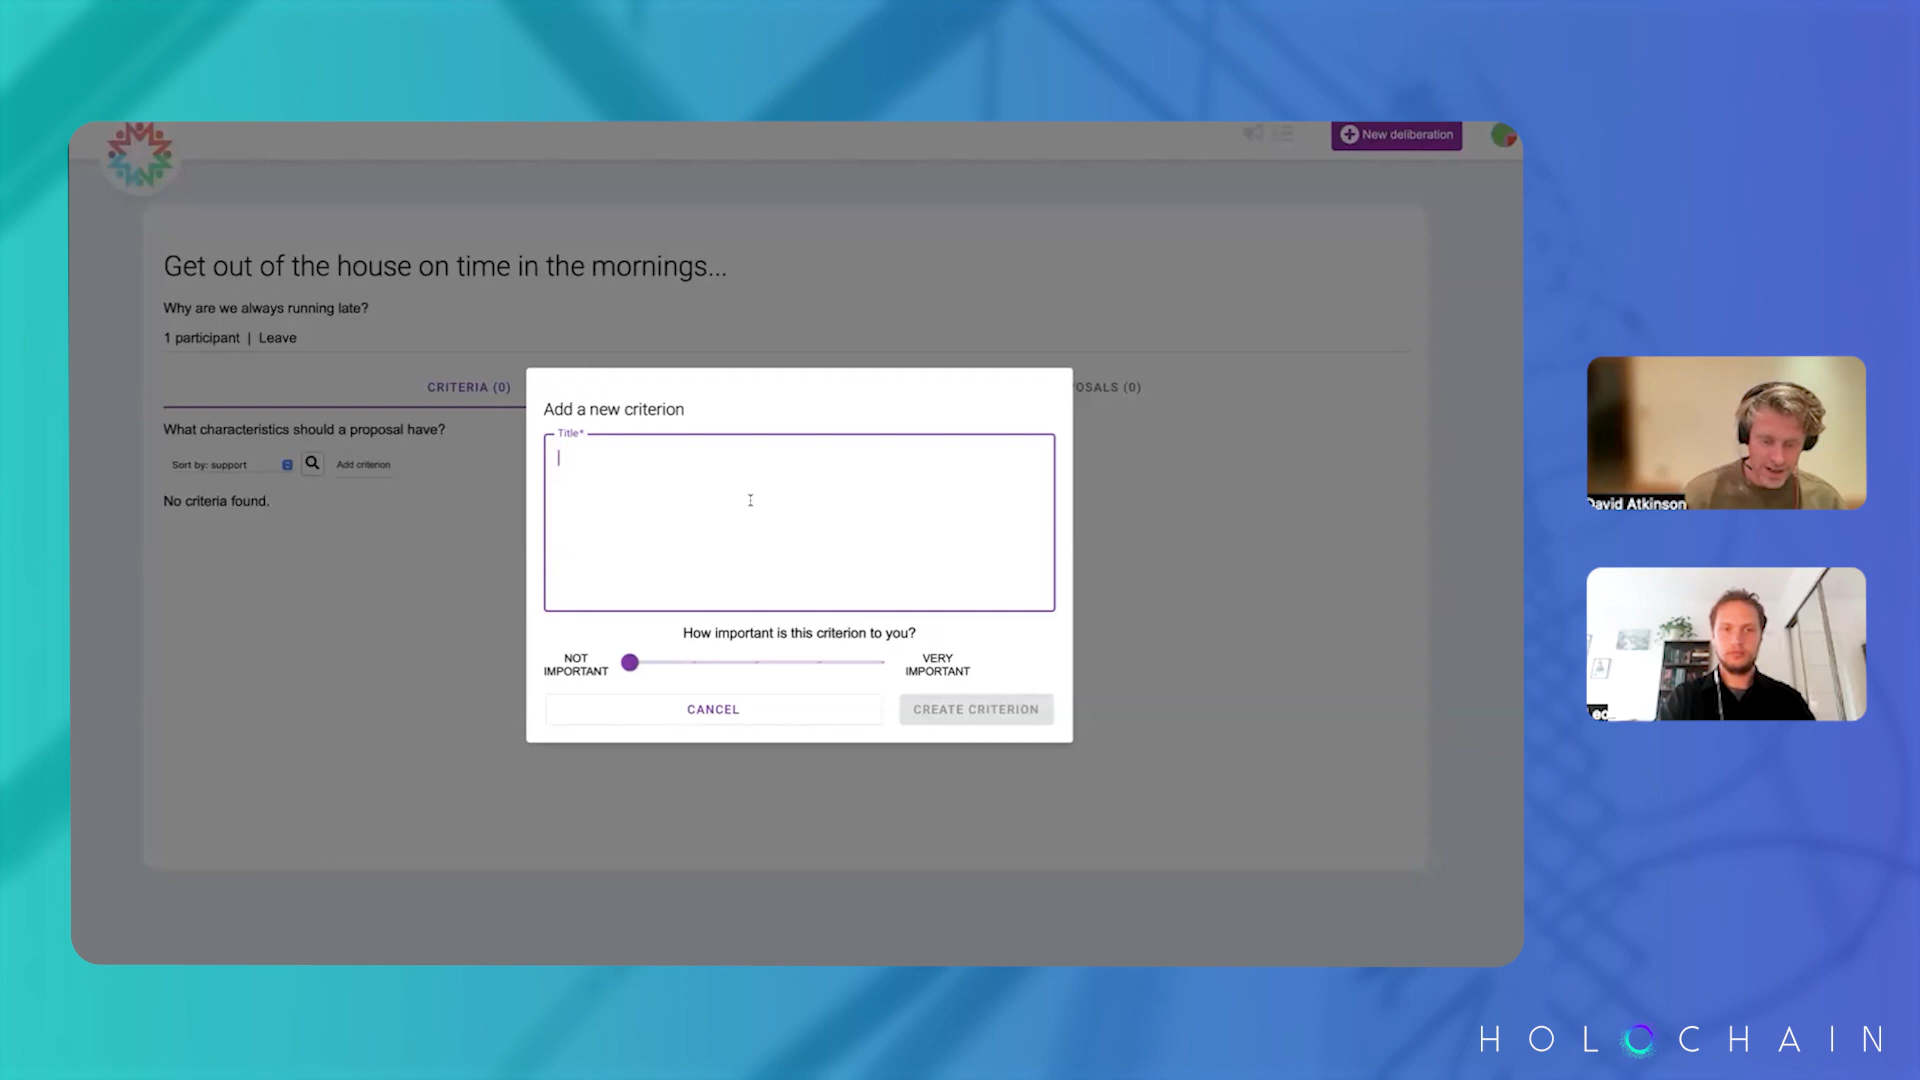 New deliberation
Get out of the house on time in the mornings...
Why are we always running late?
1 participant | Leave
CRITERIA (0)
POSALS (0)
What characteristics should a proposal have?
Sort by: support
Add criterion
No criteria found.
Add a new criterion
Title*
How important is this criterion to you?
NOT IMPORTANT
VERY IMPORTANT
CANCEL
CREATE CRITERION
David Atkinson
HOLOCHAIN